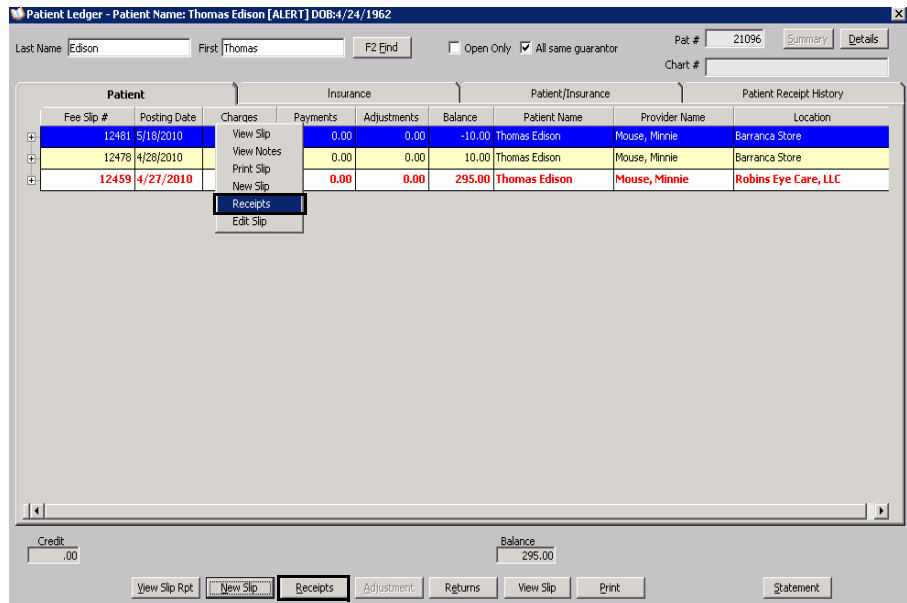 Patient Ledger - Patient Name: Thomas Edison [ALERT] DOB:4/24/1962
Last Name Edison First Thomas F2 Find Open Only All same guarantor Pat # 21096 Summary Details
Chart #
Patient Insurance Patient/Insurance Patient Receipt History
Fee Slip # Posting Date Charges Payments Adjustments Balance Patient Name Provider Name Location
12481 5/18/2010 0.00 0.00 -10.00 Thomas Edison Mouse, Minnie Barranca Store
12478 4/28/2010 0.00 0.00 10.00 Thomas Edison Mouse, Minnie Barranca Store
12459 4/27/2010 0.00 0.00 295.00 Thomas Edison Mouse, Minnie Robins Eye Care, LLC
View Slip
View Notes
Print Slip
New Slip
Receipts
Edit Slip
Credit Balance
.00 295.00
View Slip Rpt New Slip Receipts Adjustment Returns View Slip Print Statement